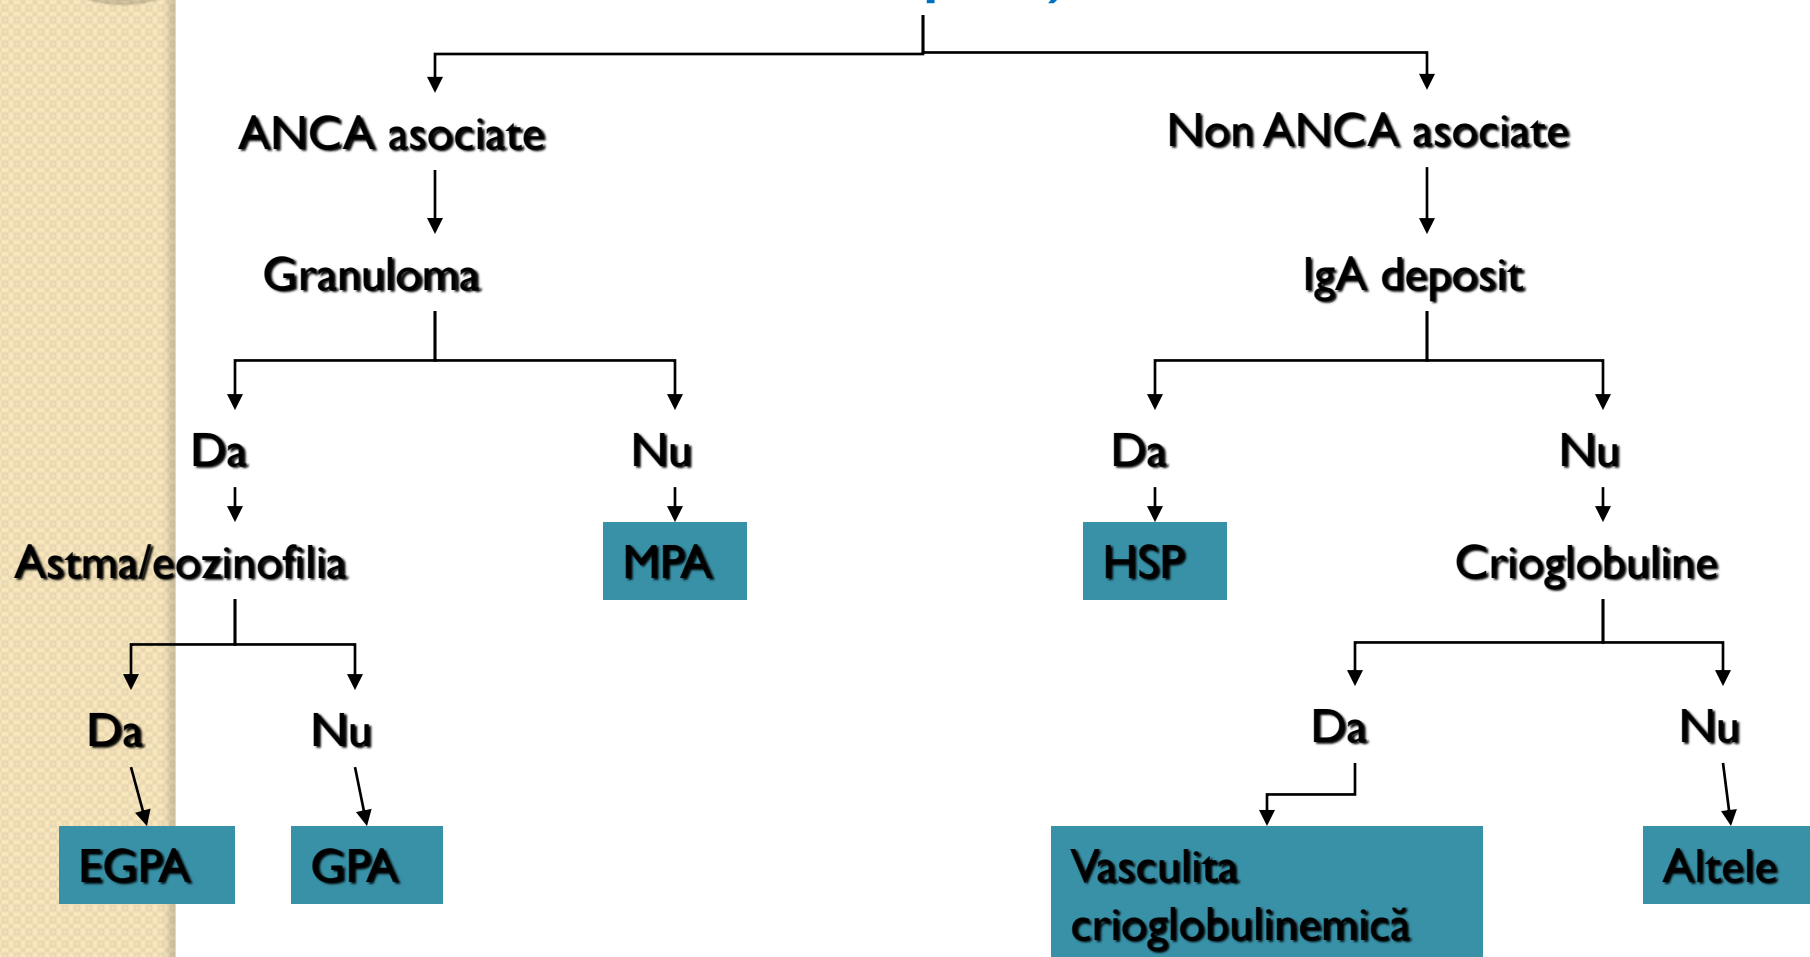 ANCA asociate
Non ANCA asociate
Granuloma
IgA deposit
Da
Nu
Da
Nu
Astma/eozinofilia
MPA
HSP
Crioglobuline
Da
Nu
Da
Nu
EGPA
GPA
Vasculita
crioglobulinemică
Altele